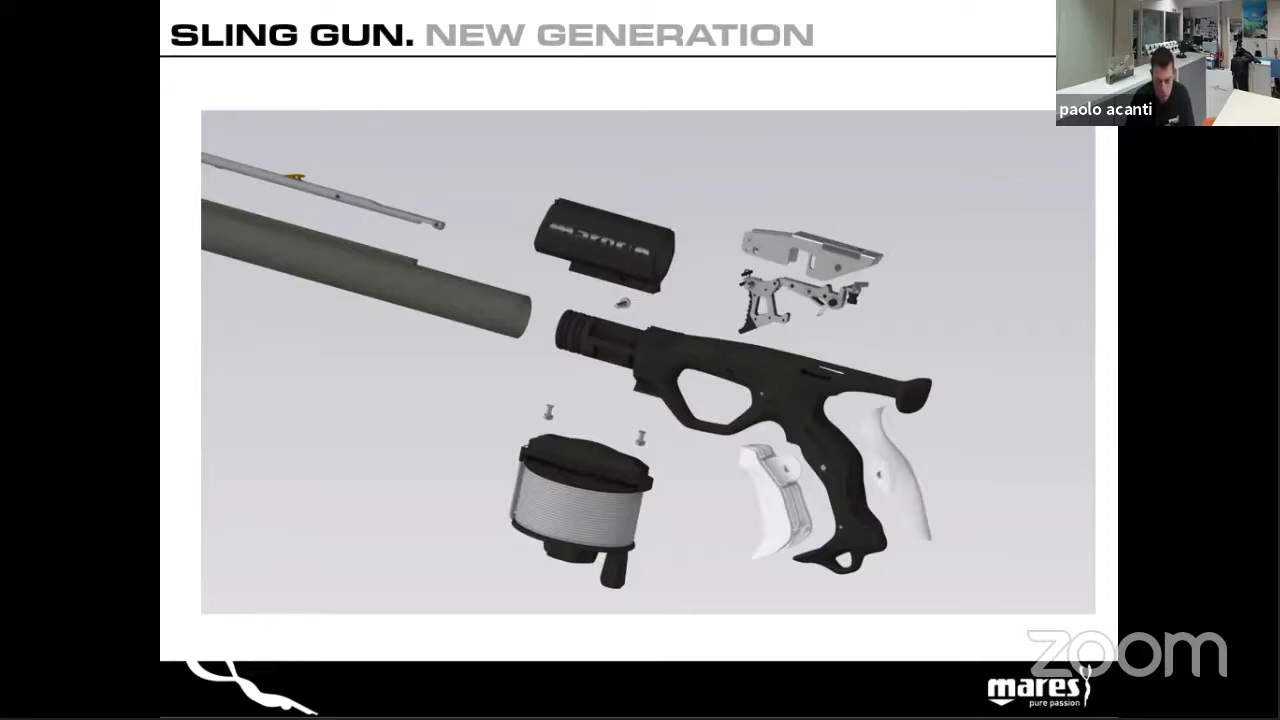 SLING GUN. NEW GENERATION
paolo acanti
zoom
mares
pure passion